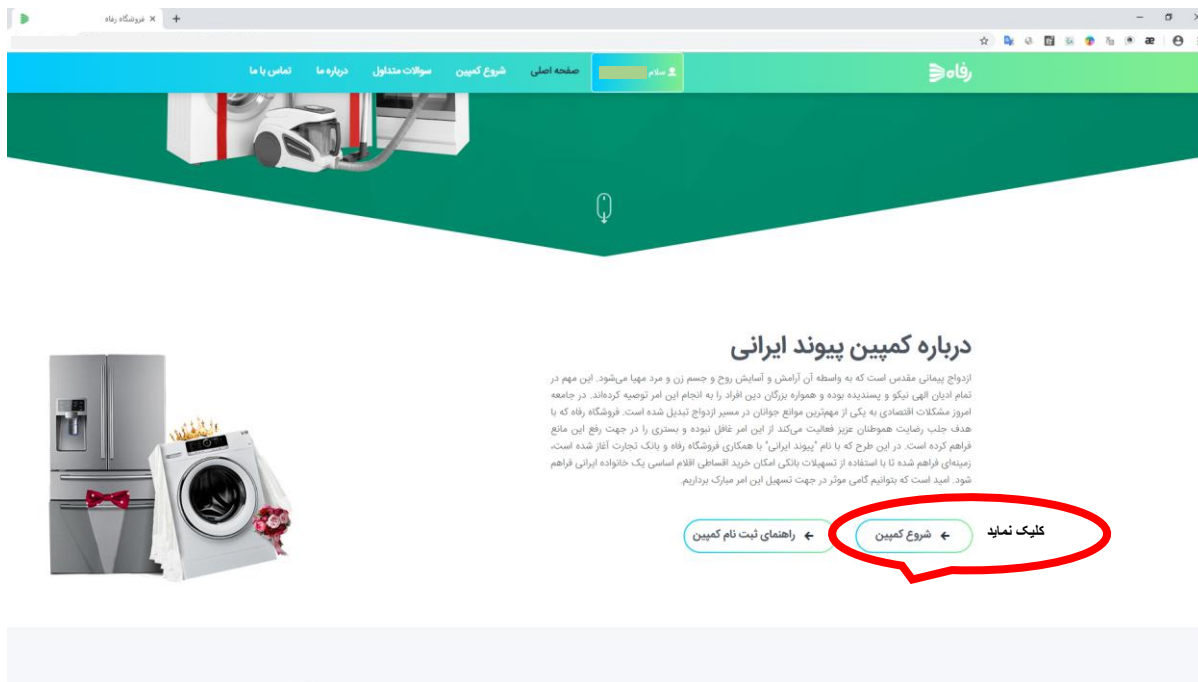 فروشگاه رفاه
رفاه
سلام
صفحه اصلی
شروع کمپین
سوالات متداول
درباره ما
تماس با ما
درباره کمپین پیوند ایرانی
ازدواج پیمانی مقدس است که به واسطه آن آرامش و آسایش روح و جسم زن و مرد مهیا می‌شود. این مهم در
تمام ادیان الهی نیکو و پسندیده بوده و همواره بزرگان دین افراد را به انجام این امر توصیه کرده‌اند. در جامعه
امروز مشکلات اقتصادی به یکی از مهم‌ترین موانع جوانان در مسیر ازدواج تبدیل شده است. فروشگاه رفاه که با
هدف جلب رضایت هموطنان عزیز فعالیت می‌کند از این امر غافل نبوده و بستری را در جهت رفع این مانع
فراهم کرده است. در این طرح که با نام "پیوند ایرانی" با همکاری فروشگاه رفاه و بانک تجارت آغاز شده است،
زمینه‌ای فراهم شده تا با استفاده از تسهیلات بانکی امکان خرید اقساطی اقلام اساسی یک خانواده ایرانی فراهم
شود. امید است که بتوانیم گامی موثر در جهت تسهیل این امر مبارک برداریم.
کلیک نماید
شروع کمپین
راهنمای ثبت نام کمپین